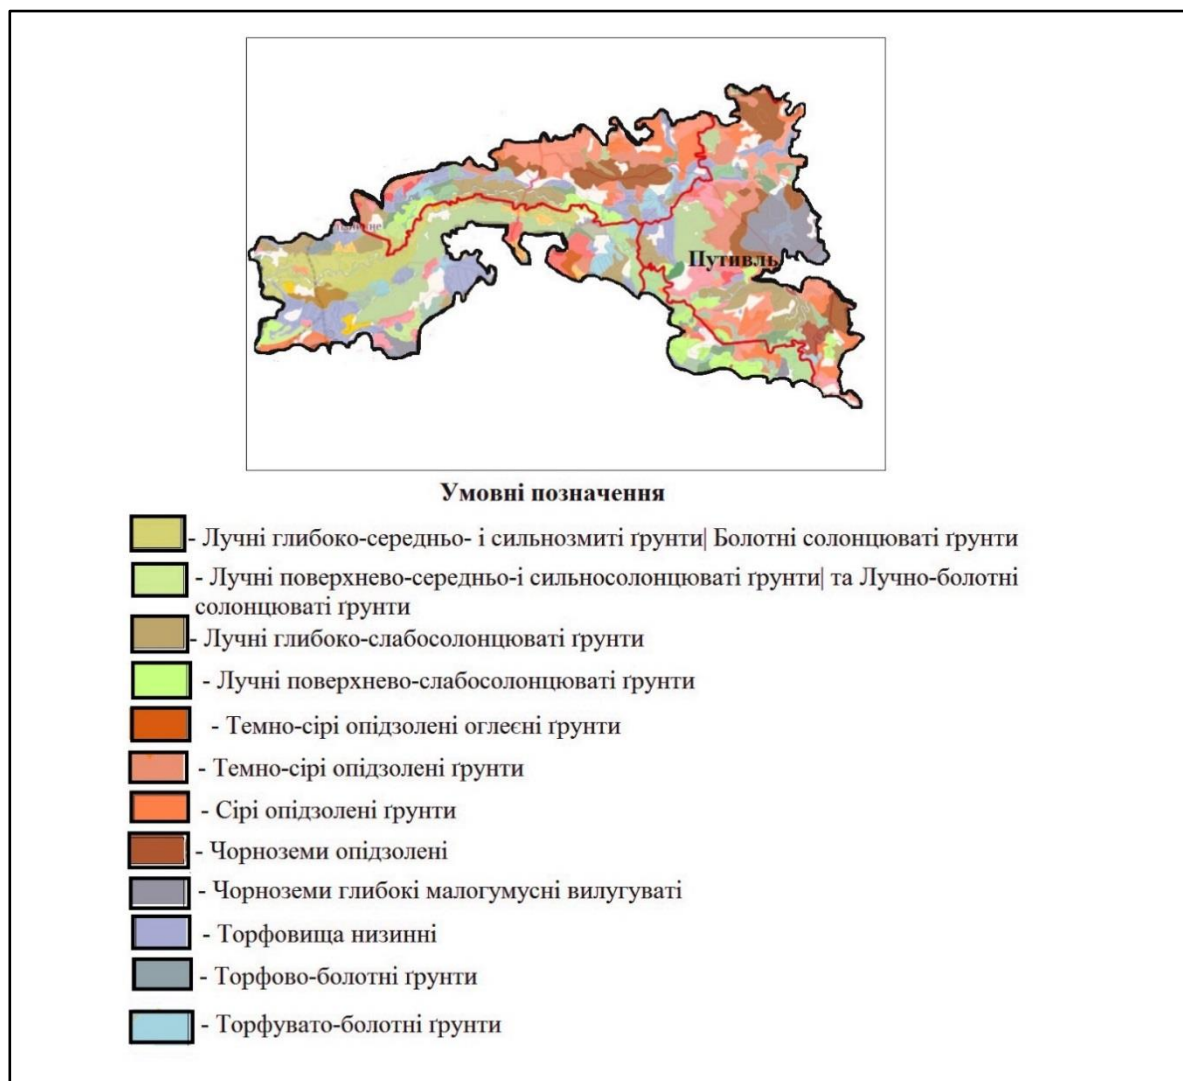 Путивль
Умовні позначення
- Лучні глибоко-середньо- і сильнозмиті ґрунти| Болотні солонцюваті ґрунти
- Лучні поверхнево-середньо-і сильносолонцюваті ґрунти| та Лучно-болотні
солонцюваті ґрунти
- Лучні глибоко-слабосолонцюваті ґрунти
- Лучні поверхнево-слабосолонцюваті ґрунти
- Темно-сірі опідзолені оглеєні ґрунти
- Темно-сірі опідзолені ґрунти
- Сірі опідзолені ґрунти
- Чорноземи опідзолені
- Чорноземи глибокі малогумусні вилугуваті
- Торфовища низинні
- Торфово-болотні ґрунти
- Торфувато-болотні ґрунти